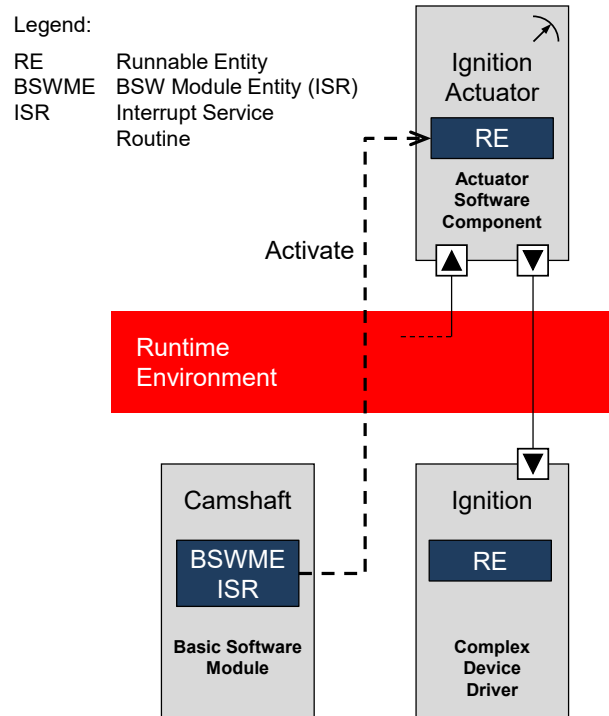 Legend:
RE Runnable Entity
BSWME BSW Module Entity (ISR)
ISR Interrupt Service
Routine
Ignition
Actuator
RE
Actuator
Software
Component
Activate
Runtime
Environment
Camshaft
BSWME
ISR
Basic Software
Module
Ignition
RE
Complex
Device
Driver